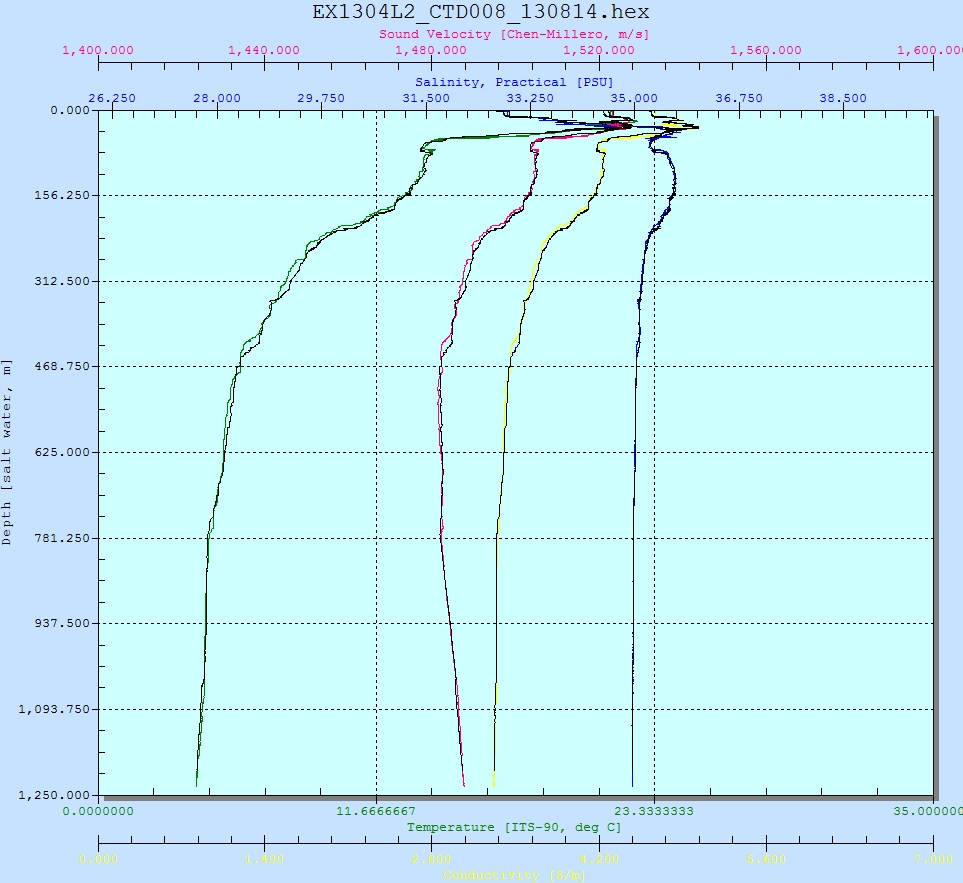 EX1304L2_CTD008_130814.hex
Sound Velocity [Chen-Millero, m/s]
1,400.000 1,440.000 1,480.000 1,520.000 1,560.000 1,600.000
Salinity, Practical [PSU]
26.250 28.000 29.750 31.500 33.250 35.000 36.750 38.500
0.000
156.250
312.500
Depth [salt water, m]
468.750
625.000
781.250
937.500
1,093.750
1,250.000
0.0000000 11.6666667 23.3333333 35.000000
Temperature [ITS-90, deg C]
0.000 1.400 2.800 4.200 5.600 7.000
Conductivity [S/m]